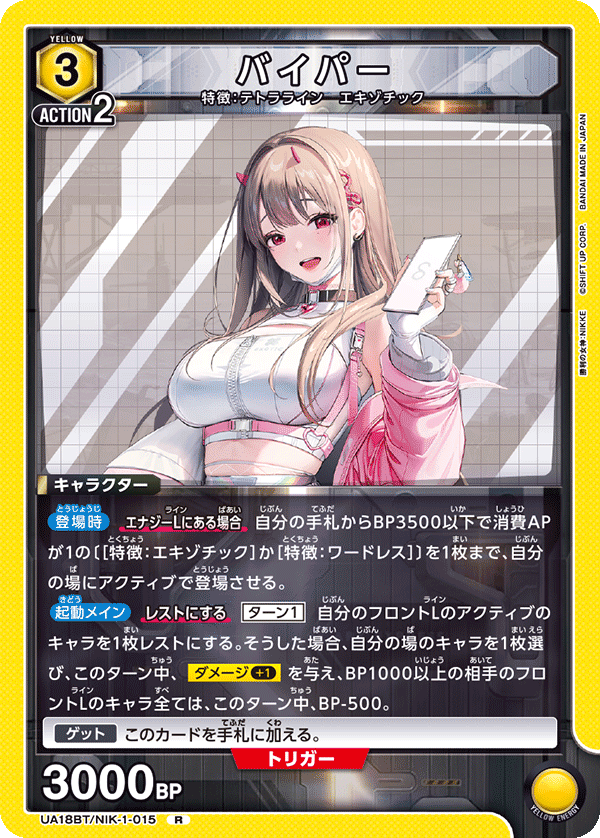 YELLOW
3
ACTION2
バイパー
特徴:テトラライン エキゾチック
BANDAI MADE IN JAPAN
©SHIFT UP CORP.
勝利の女神:NIKKE
8
キャラクター
登場時 エナジーLにある場合 自分の手札からBP3500以下で消費AP
が1の〔[特徴:エキゾチック]か[特徴:ワードレス]〕を1枚まで、自分
の場にアクティブで登場させる。
起動メイン レストにする ターン1 自分のフロントLのアクティブの
キャラを1枚レストにする。そうした場合、自分の場のキャラを1枚選
び、このターン中、 ダメージ+1 を与え、BP1000以上の相手のフロ
ントLのキャラ全ては、このターン中、BP-500。
ゲット このカードを手札に加える。
トリガー
3000BP
UA18BT/NIK-1-015 R
YELLOW ENERGY